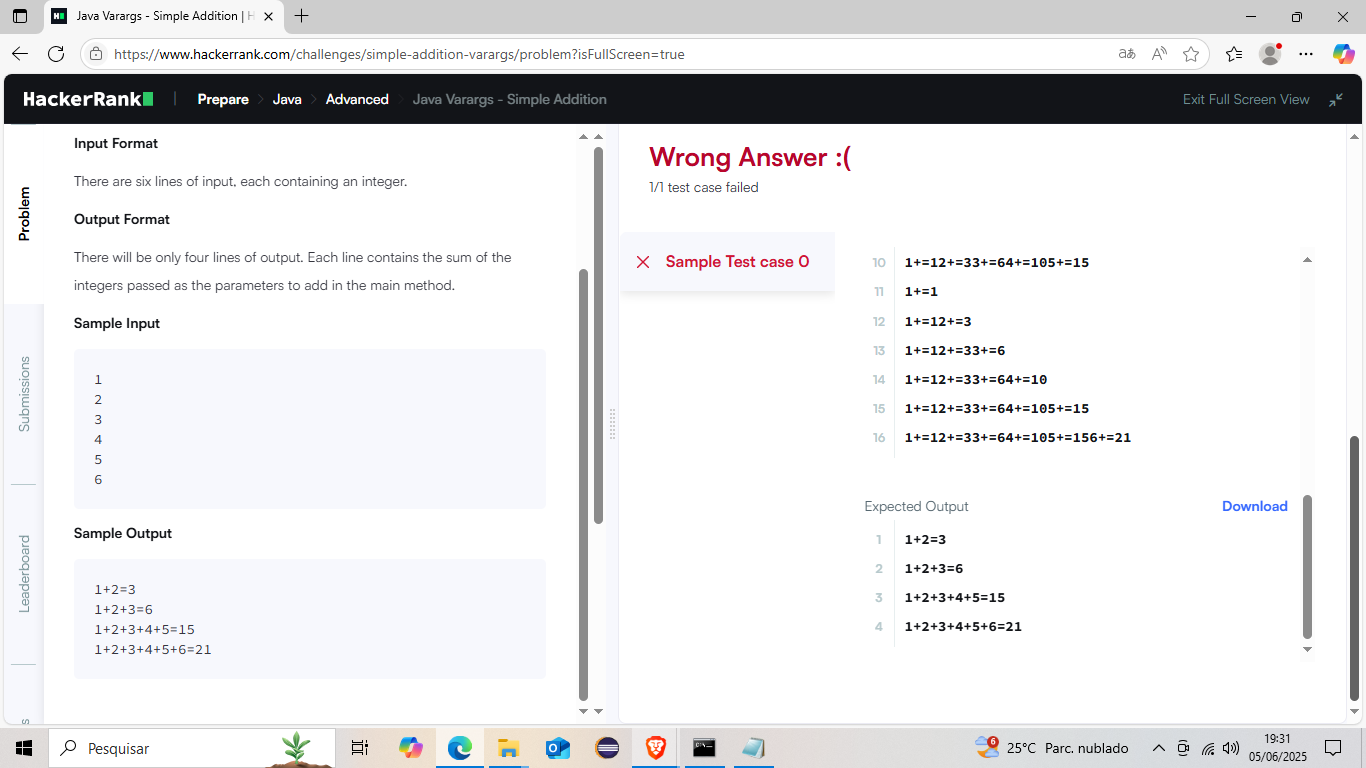 Java Varargs - Simple Addition | H
https://www.hackerrank.com/challenges/simple-addition-varargs/problem?isFullScreen=true
HackerRank
Prepare
Java
Advanced
Java Varargs - Simple Addition
Exit Full Screen View
Problem
Submissions
Leaderboard
Input Format
There are six lines of input, each containing an integer.
Output Format
There will be only four lines of output. Each line contains the sum of the
integers passed as the parameters to add in the main method.
Sample Input
1
2
3
4
5
6
Sample Output
1+2=3
1+2+3=6
1+2+3+4+5=15
1+2+3+4+5+6=21
Wrong Answer :(
1/1 test case failed
Sample Test case 0
10 1+=12+=33+=64+=105+=15
11 1+=1
12 1+=12+=3
13 1+=12+=33+=6
14 1+=12+=33+=64+=10
15 1+=12+=33+=64+=105+=15
16 1+=12+=33+=64+=105+=156+=21
Expected Output
Download
1 1+2=3
2 1+2+3=6
3 1+2+3+4+5=15
4 1+2+3+4+5+6=21
Pesquisar
6
25°C Parc. nublado
19:31
05/06/2025